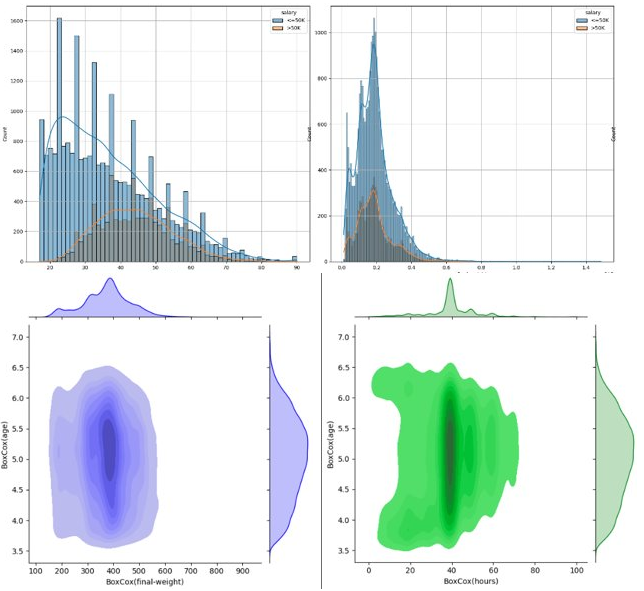 salary
<=50K
>50K
1600
1400
1200
1000
800
600
400
200
0
Count
20 30 40 50 60 70 80 90
salary
<=50K
>50K
1000
800
600
400
200
0
Count
0.0 0.2 0.4 0.6 0.8 1.0 1.2 1.4
Count
7.0
6.5
6.0
5.5
5.0
4.5
4.0
3.5
BoxCox(age)
100 200 300 400 500 600 700 800 900
BoxCox(final-weight)
7.0
6.5
6.0
5.5
5.0
4.5
4.0
3.5
BoxCox(age)
0 20 40 60 80 100
BoxCox(hours)